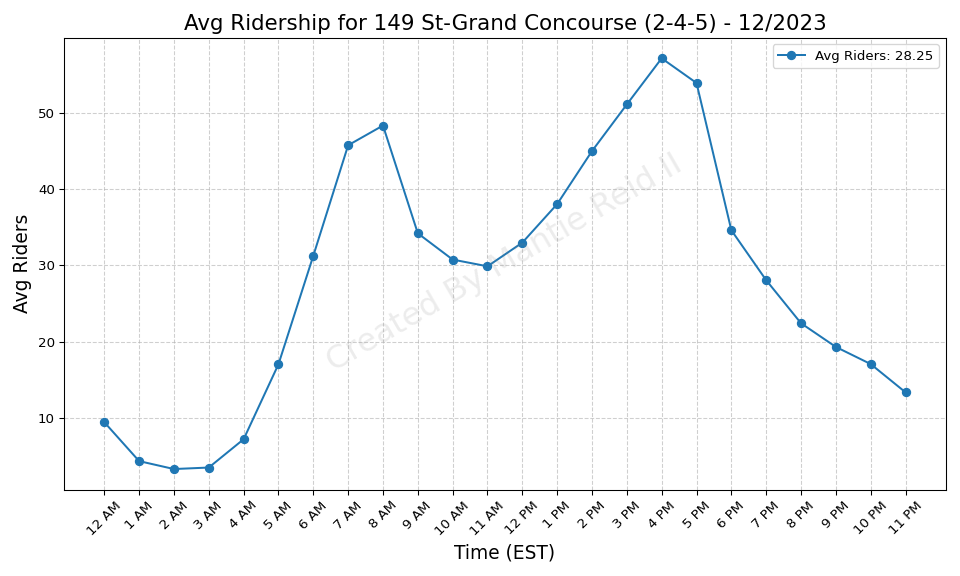 Avg Ridership for 149 St-Grand Concourse (2-4-5) - 12/2023
Avg Riders: 28.25
Avg Riders
50
40
30
20
10
Created By Mantie Reid II
12 AM
1 AM
2 AM
3 AM
4 AM
5 AM
6 AM
7 AM
8 AM
9 AM
10 AM
11 AM
12 PM
1 PM
2 PM
3 PM
4 PM
5 PM
6 PM
7 PM
8 PM
9 PM
10 PM
11 PM
Time (EST)